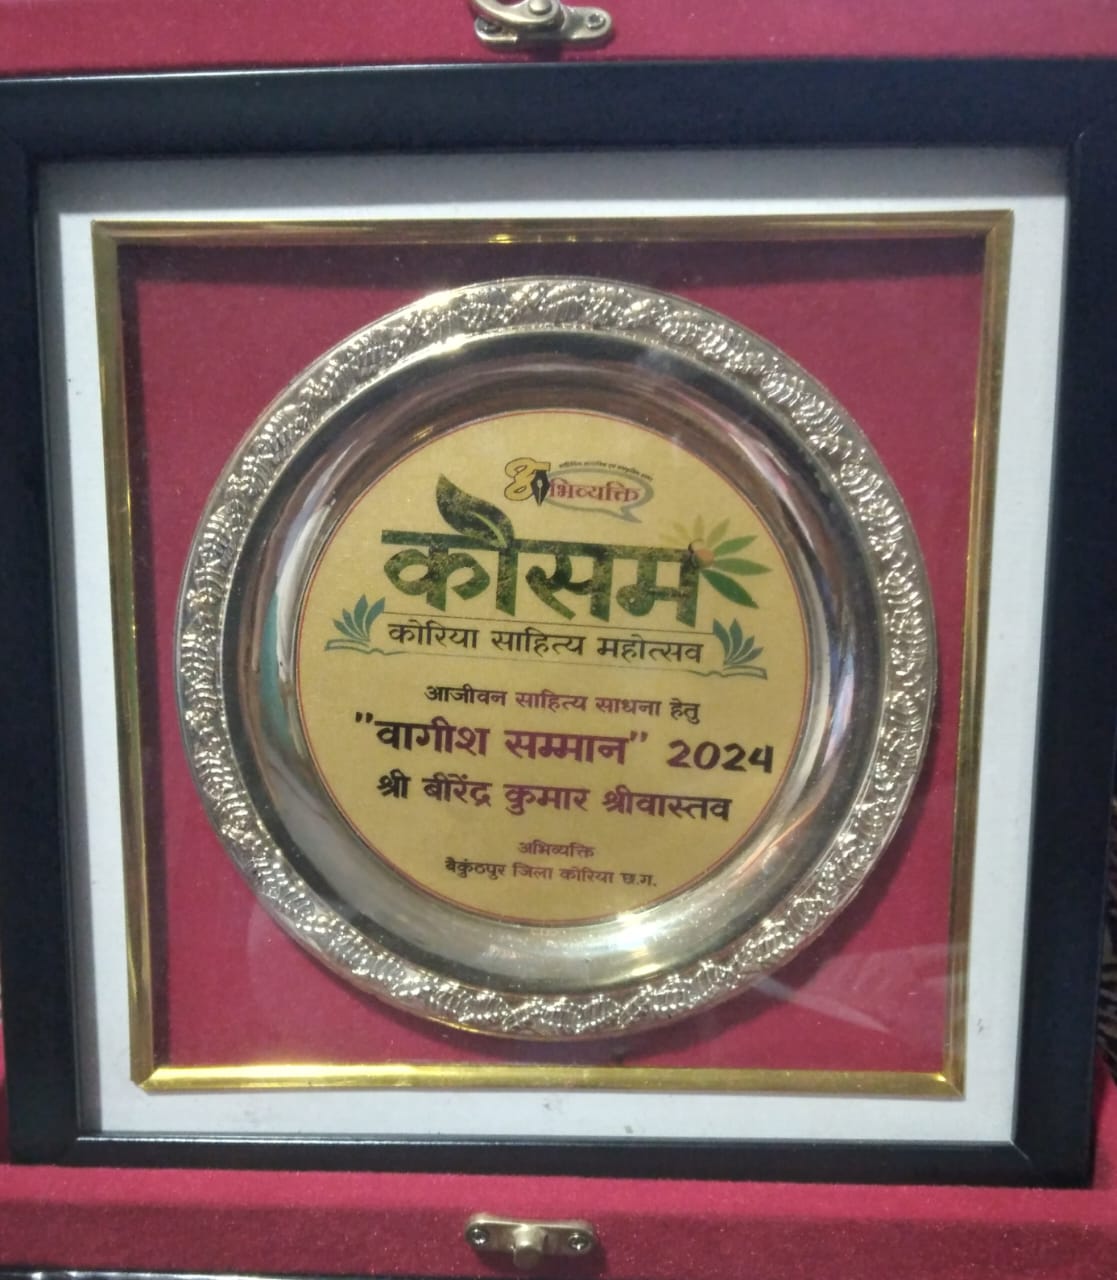 अभिव्यक्ति
कोसम
कोरिया साहित्य महोत्सव
आजीवन साहित्य साधना हेतु
"वागीश सम्मान" 2024
श्री बीरेंद्र कुमार श्रीवास्तव
अभिव्यक्ति
बैकुंठपुर जिला कोरिया छ.ग.